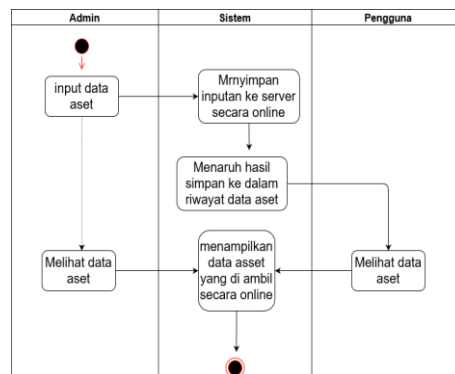 Admin
Sistem
Pengguna
input data
aset
Mrnyimpan
inputan ke server
secara online
Menaruh hasil
simpan ke dalam
riwayat data aset
Melihat data
aset
menampilkan
data asset
yang di ambil
secara online
Melihat data
aset